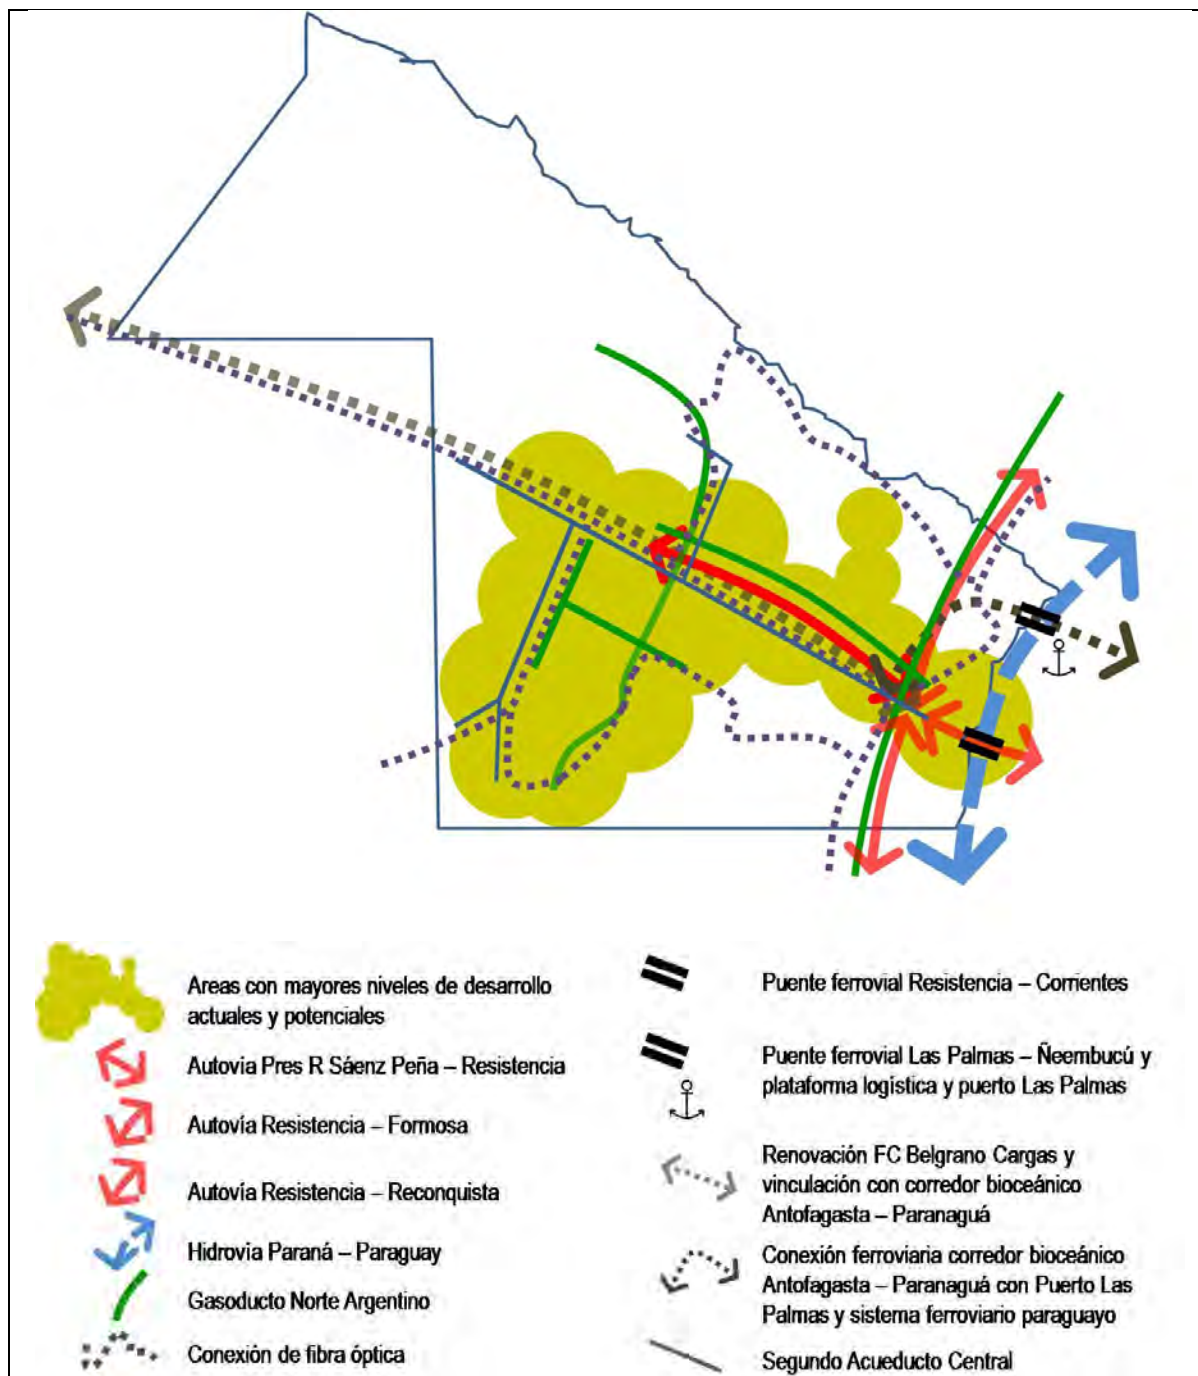 Areas con mayores niveles de desarrollo
actuales y potenciales
Autovía Pres R Sáenz Peña – Resistencia
Autovía Resistencia – Formosa
Autovía Resistencia – Reconquista
Hidrovía Paraná – Paraguay
Gasoducto Norte Argentino
Conexión de fibra óptica
Puente ferrovial Resistencia – Corrientes
Puente ferrovial Las Palmas – Ñeembucú y
plataforma logística y puerto Las Palmas
Renovación FC Belgrano Cargas y
vinculación con corredor bioceánico
Antofagasta – Paranaguá
Conexión ferroviaria corredor bioceánico
Antofagasta – Paranaguá con Puerto Las
Palmas y sistema ferroviario paraguayo
Segundo Acueducto Central